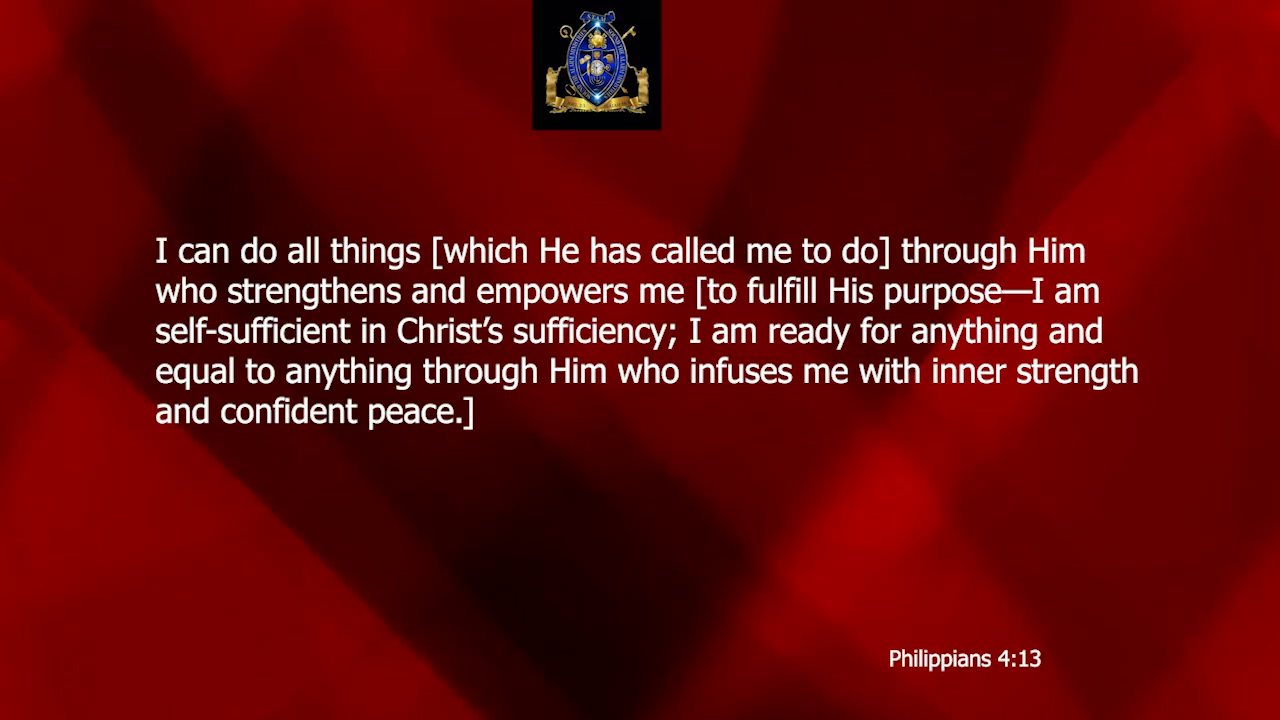 I can do all things [which He has called me to do] through Him
who strengthens and empowers me [to fulfill His purpose—I am
self-sufficient in Christ’s sufficiency; I am ready for anything and
equal to anything through Him who infuses me with inner strength
and confident peace.]
Philippians 4:13